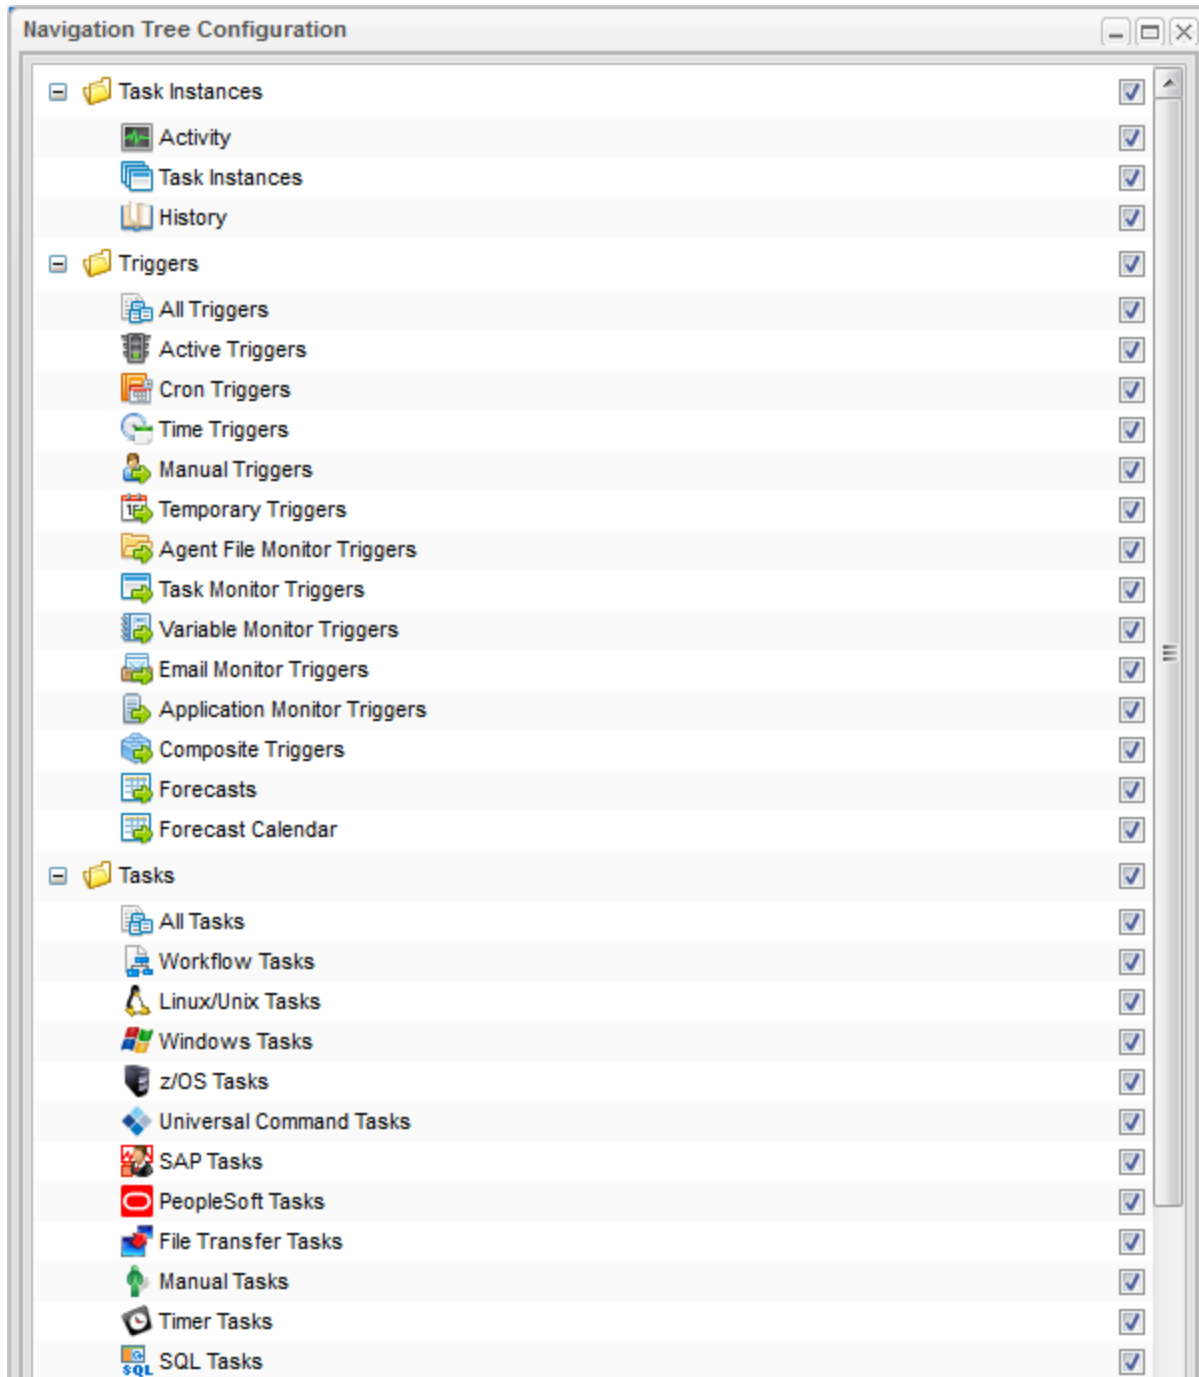 Navigation Tree Configuration
Task Instances
Activity
Task Instances
History
Triggers
All Triggers
Active Triggers
Cron Triggers
Time Triggers
Manual Triggers
Temporary Triggers
Agent File Monitor Triggers
Task Monitor Triggers
Variable Monitor Triggers
Email Monitor Triggers
Application Monitor Triggers
Composite Triggers
Forecasts
Forecast Calendar
Tasks
All Tasks
Workflow Tasks
Linux/Unix Tasks
Windows Tasks
z/OS Tasks
Universal Command Tasks
SAP Tasks
PeopleSoft Tasks
File Transfer Tasks
Manual Tasks
Timer Tasks
SQL SQL Tasks